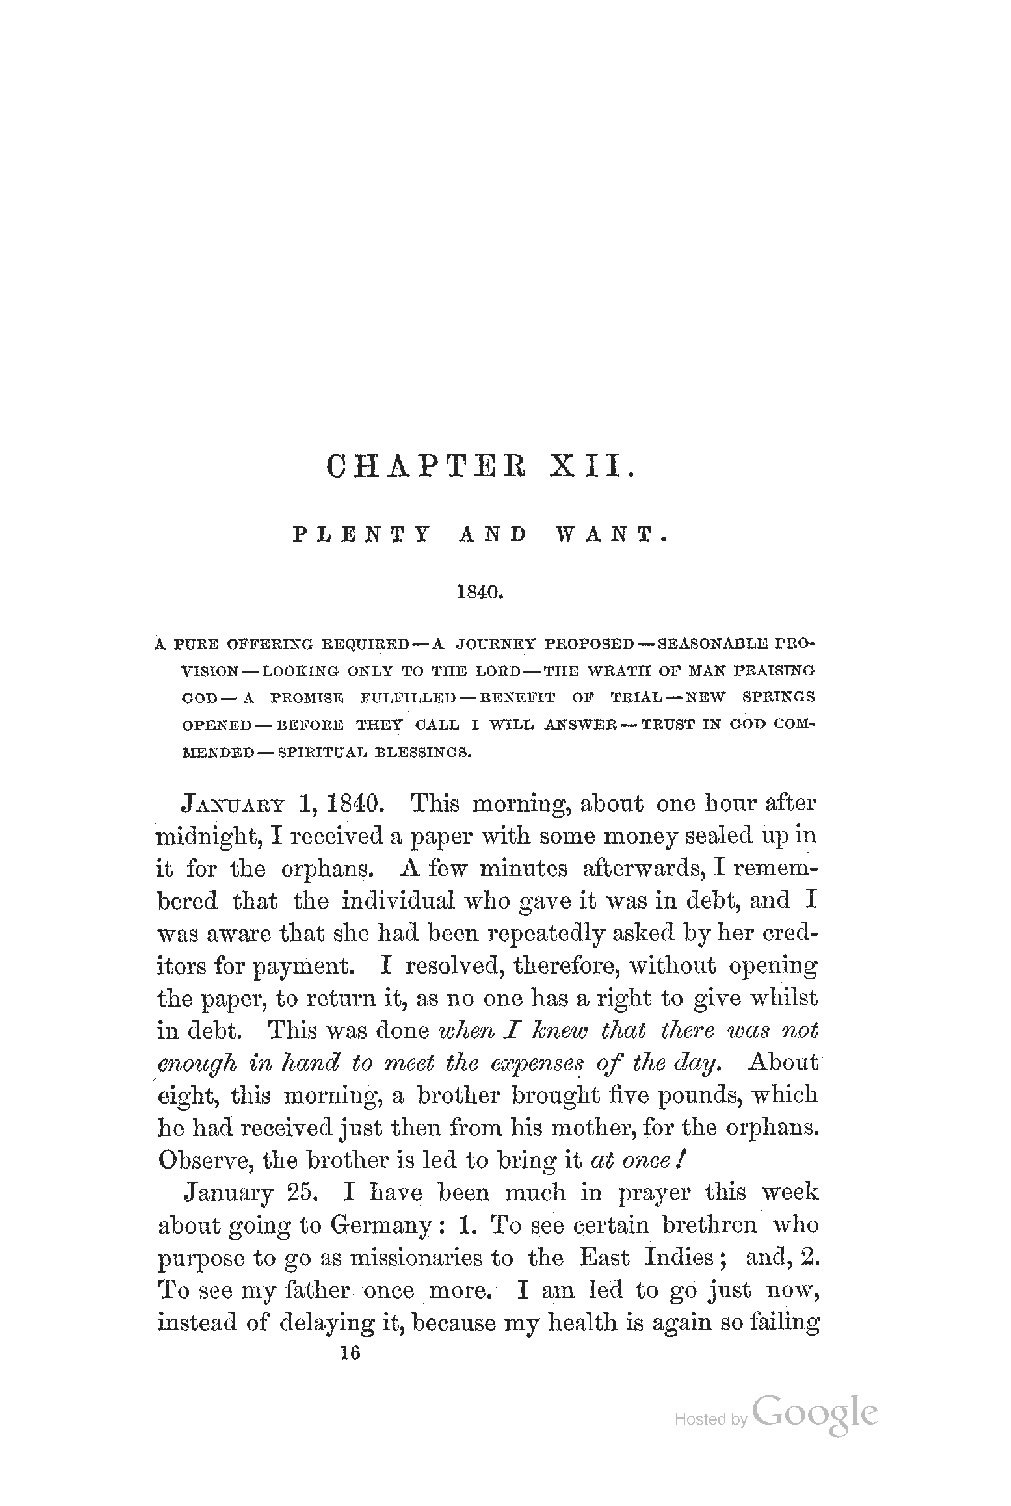 CHAPTER XII.
PLENTY AND WANT.
1840.
A PURE OFFERING REQUIRED—A JOURNEY PROPOSED—SEASONABLE PRO-
VISION—LOOKING ONLY TO THE LORD—THE WRATH OF MAN PRAISING
GOD—A PROMISE FULFILLED—BENEFIT OF TRIAL—NEW SPRINGS
OPENED—BEFORE THEY CALL I WILL ANSWER—TRUST IN GOD COM-
MENDED—SPIRITUAL BLESSINGS.
JANUARY 1, 1840. This morning, about one hour after
midnight, I received a paper with some money sealed up in
it for the orphans. A few minutes afterwards, I remem-
bered that the individual who gave it was in debt, and I
was aware that she had been repeatedly asked by her cred-
itors for payment. I resolved, therefore, without opening
the paper, to return it, as no one has a right to give whilst
in debt. This was done when I knew that there was not
enough in hand to meet the expenses of the day. About
eight, this morning, a brother brought five pounds, which
he had received just then from his mother, for the orphans.
Observe, the brother is led to bring it at once!
January 25. I have been much in prayer this week
about going to Germany: 1. To see certain brethren who
purpose to go as missionaries to the East Indies; and, 2.
To see my father once more. I am led to go just now,
instead of delaying it, because my health is again so failing
16
Hosted by Google